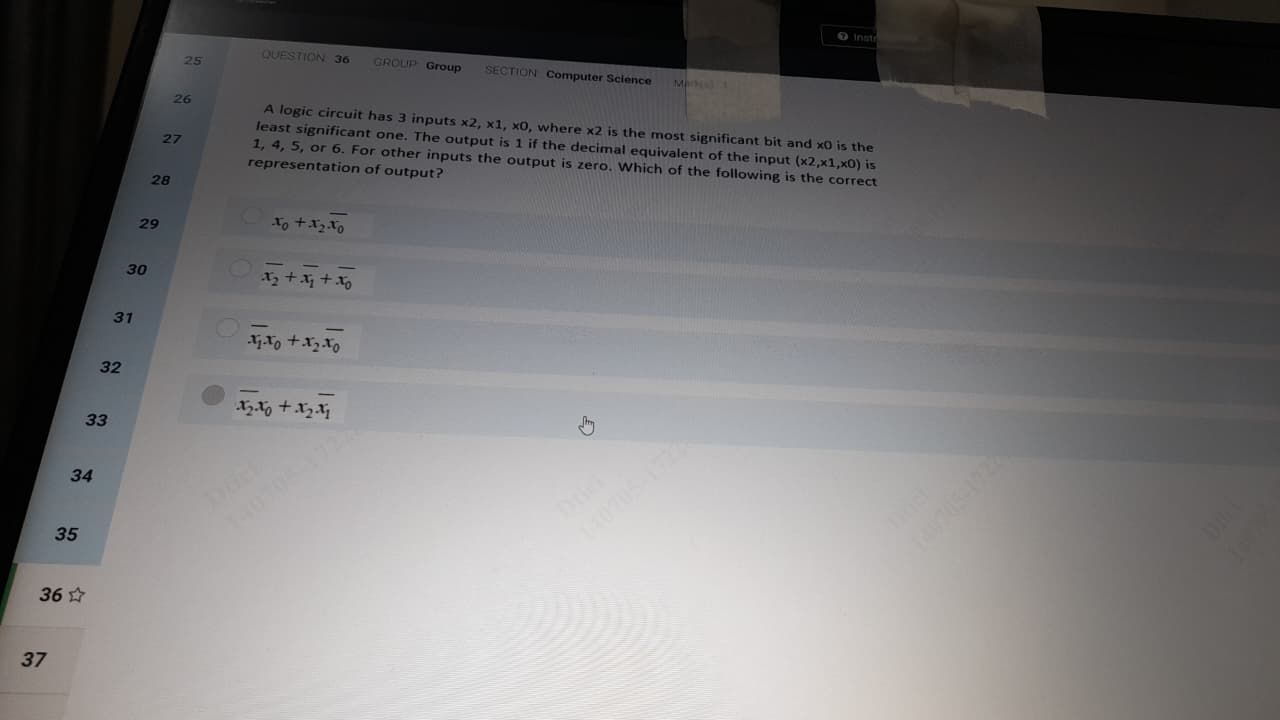 Instr
QUESTION 36 GROUP Group SECTION Computer Science
A logic circuit has 3 inputs x2, x1, x0, where x2 is the most significant bit and x0 is the
least significant one. The output is 1 if the decimal equivalent of the input (x2,x1,x0) is
1, 4, 5, or 6. For other inputs the output is zero. Which of the following is the correct
representation of output?
x₀ + x₂x̅₀
x̅₂ + x̅₁ + x̅₀
x̅₁x₀ + x₂x̅₀
x̅₂x₀ + x₂x̅₁
25
26
27
28
29
30
31
32
33
34
35
36 ☆
37